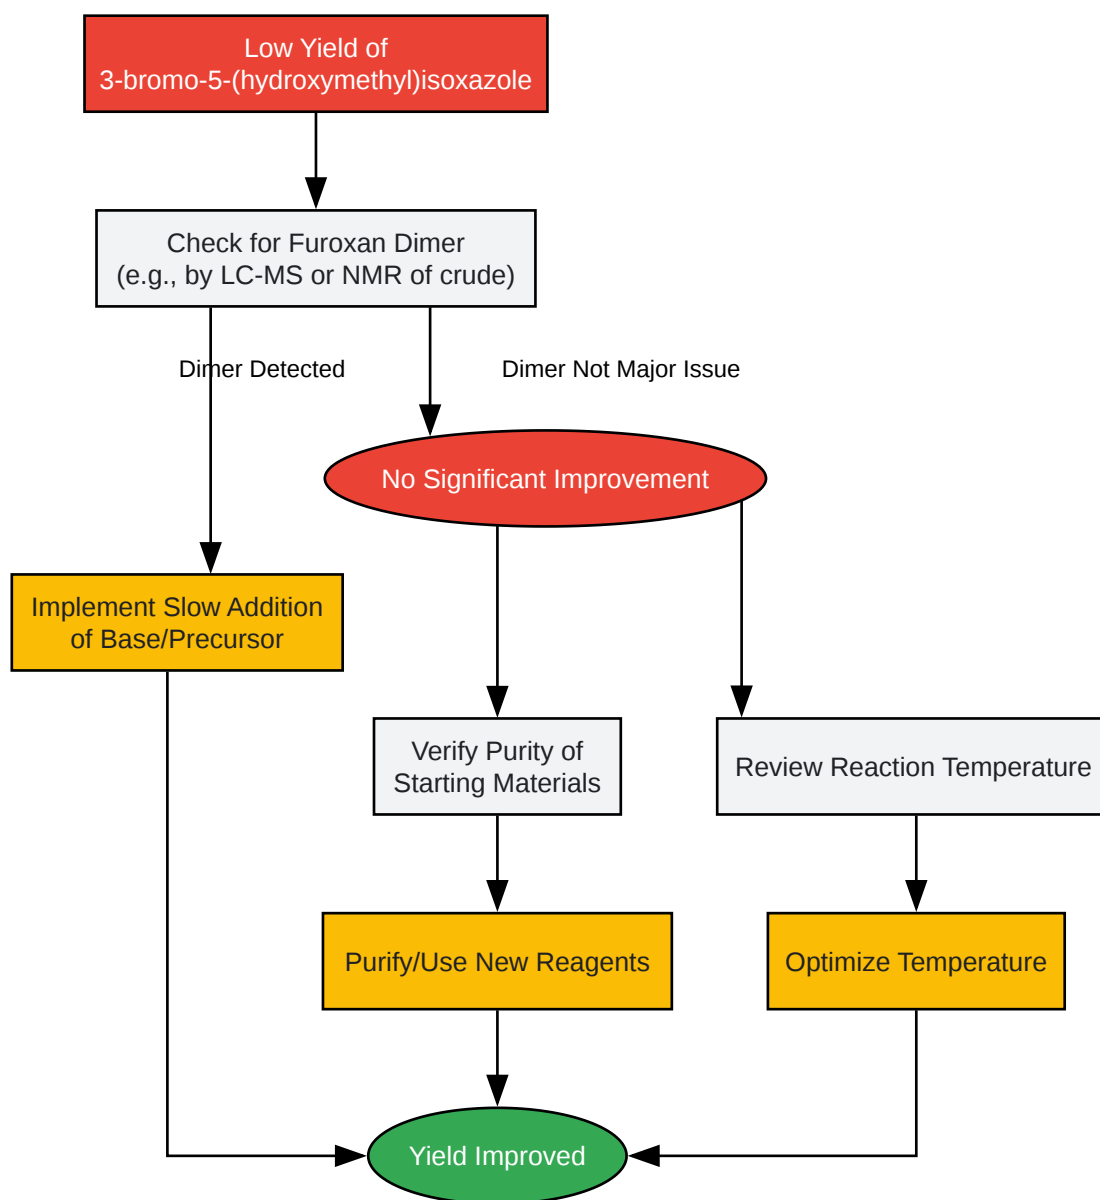 Low Yield of
3-bromo-5-(hydroxymethyl)isoxazole
Check for Furoxan Dimer
(e.g., by LC-MS or NMR of crude)
Dimer Detected
Dimer Not Major Issue
No Significant Improvement
Implement Slow Addition
of Base/Precursor
Verify Purity of
Starting Materials
Review Reaction Temperature
Purify/Use New Reagents
Optimize Temperature
Yield Improved